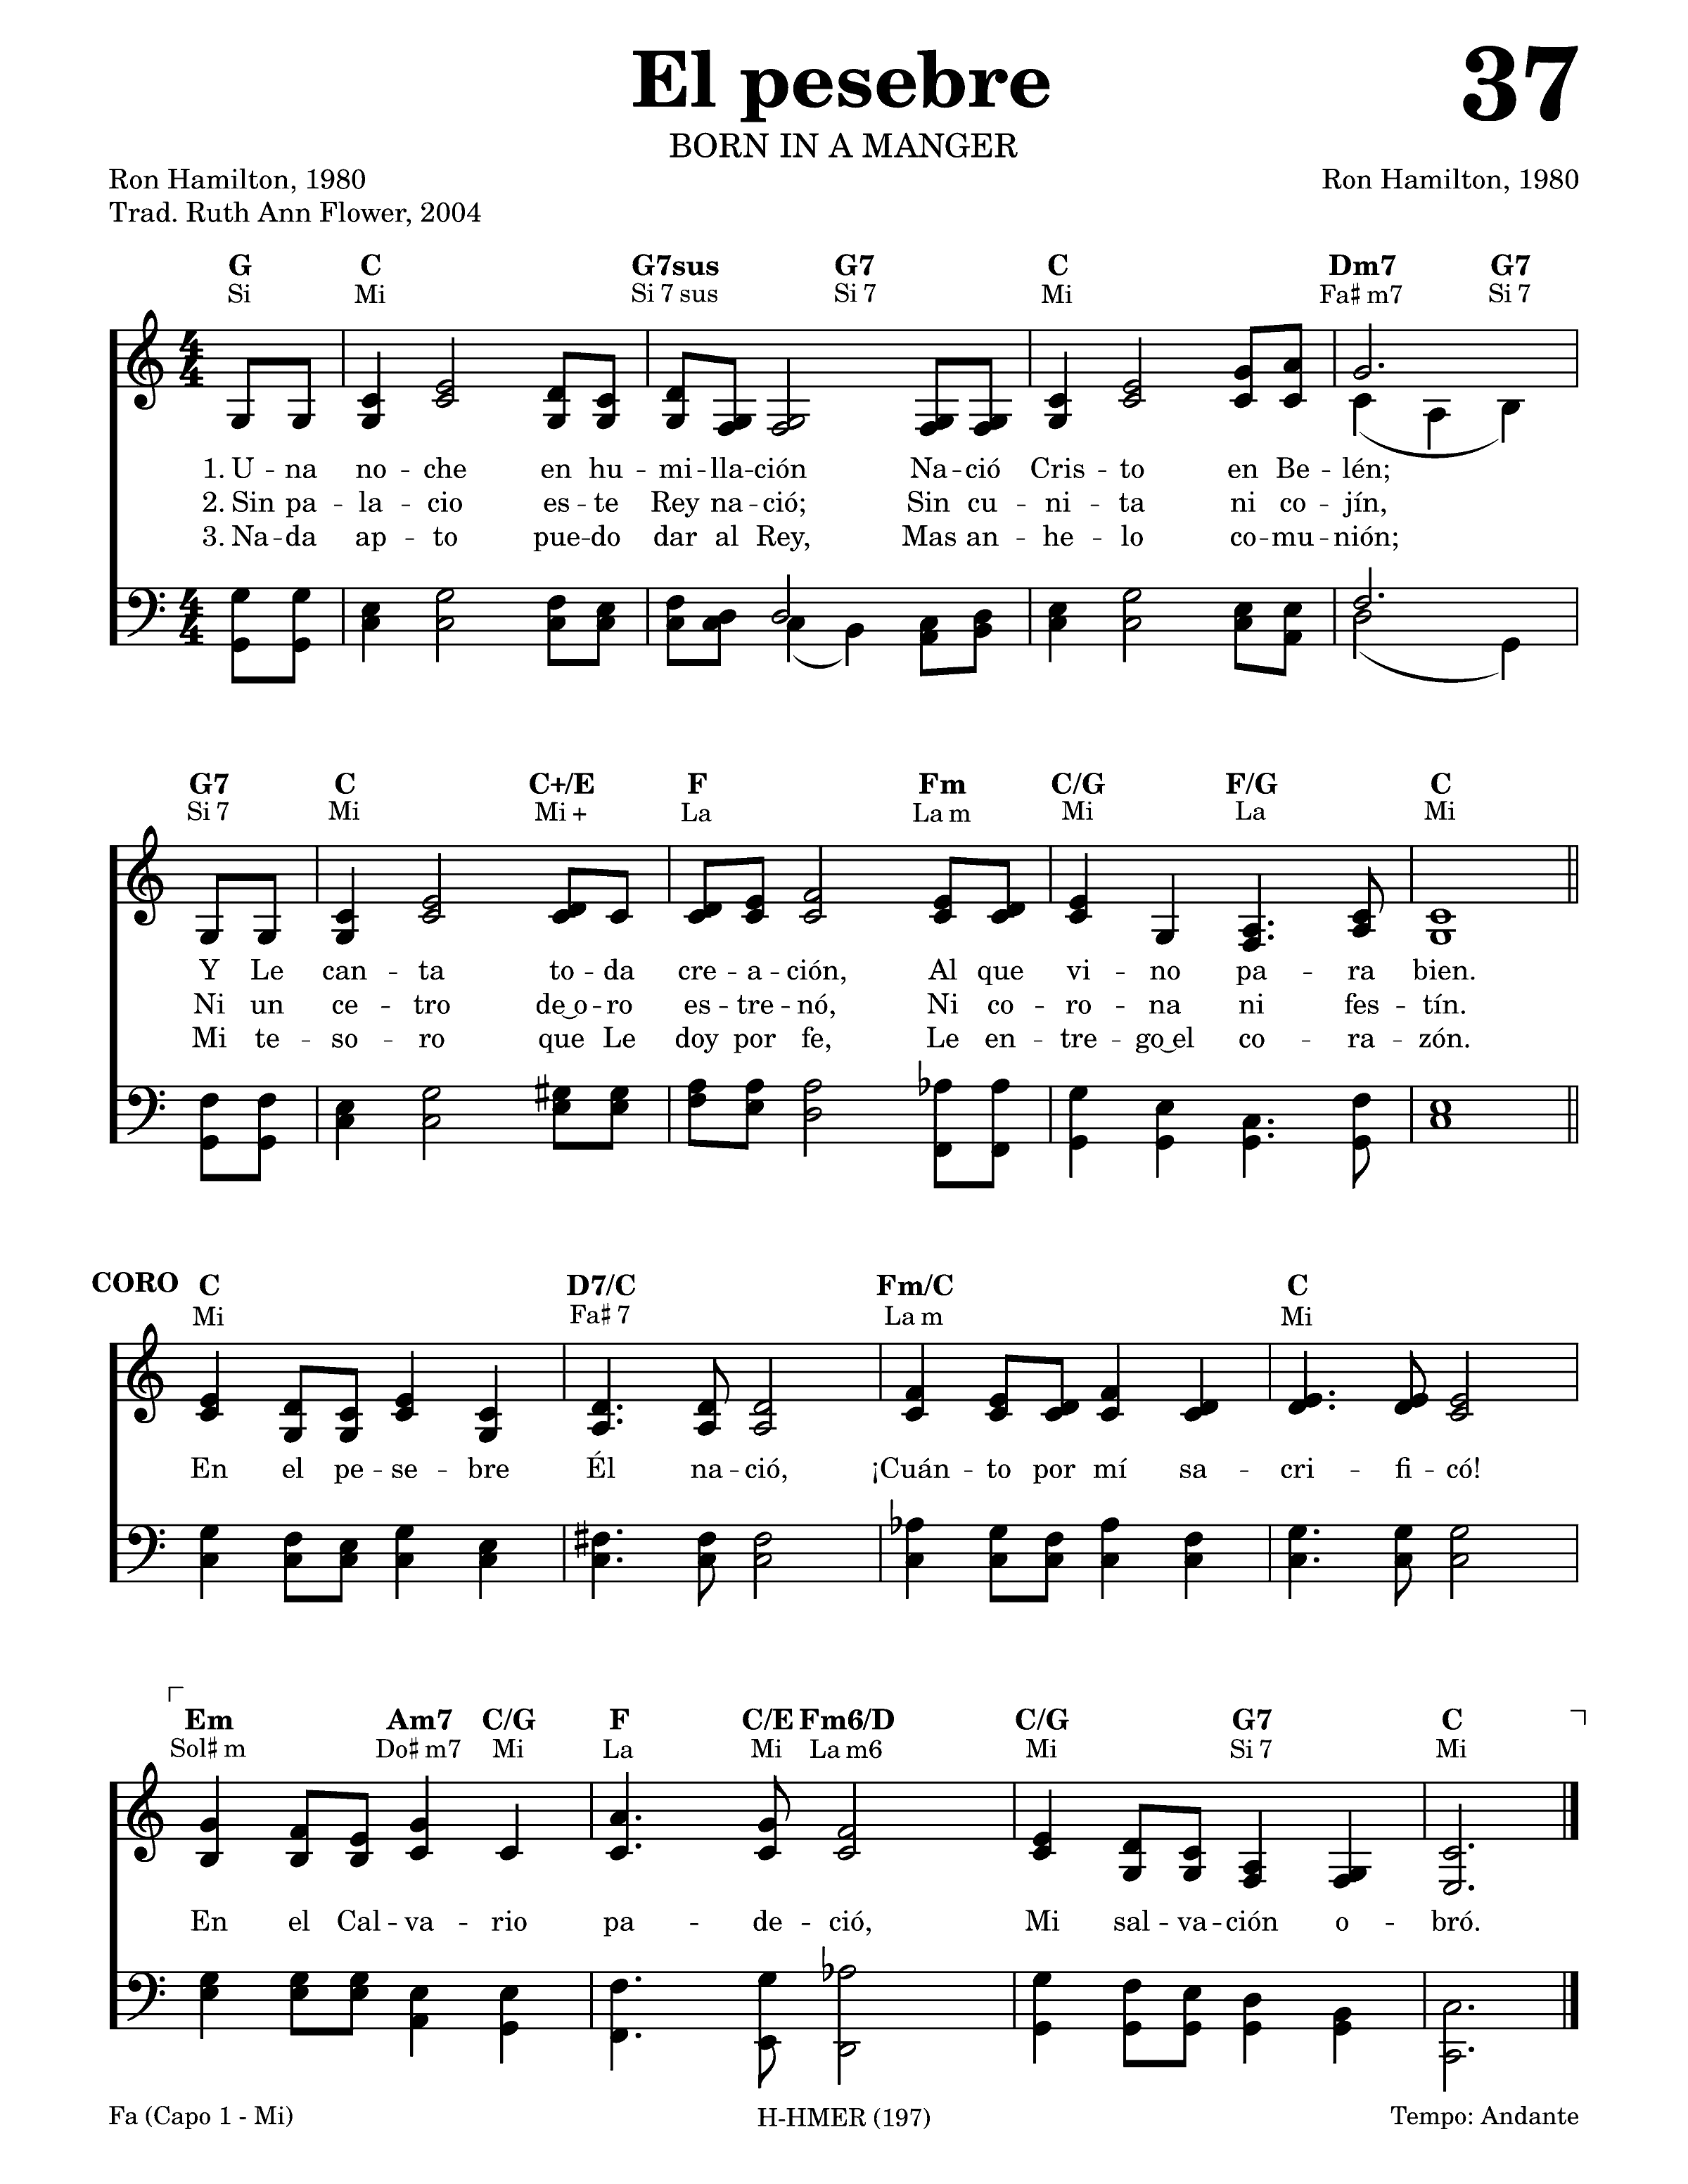 El pesebre
37
BORN IN A MANGER
Ron Hamilton, 1980
Ron Hamilton, 1980
Trad. Ruth Ann Flower, 2004
G C G7sus G7 C Dm7 G7
Si Mi Si 7 sus Si 7 Mi Fa# m7 Si 7
1. U - na no - che en hu - mi - lla - ción Na - ció Cris - to en Be - lén;
2. Sin pa - la - cio es - te Rey na - ció; Sin cu - ni - ta ni co - jín,
3. Na - da ap - to pue - do dar al Rey, Mas an - he - lo co - mu - nión;
G7 C C+/E F Fm C/G F/G C
Si 7 Mi Mi + La La m Mi La Mi
Y Le can - ta to - da cre - a - ción, Al que vi - no pa - ra bien.
Ni un ce - tro de‿o - ro es - tre - nó, Ni co - ro - na ni fes - tín.
Mi te - so - ro que Le doy por fe, Le en - tre - go‿el co - ra - zón.
CORO C D7/C Fm/C C
Mi Fa# 7 La m Mi
En el pe - se - bre Él na - ció, ¡Cuán - to por mí sa - cri - fi - có!
Em Am7 C/G F C/E Fm6/D C/G G7 C
Sol# m Do# m7 Mi La Mi La m6 Mi Si 7 Mi
En el Cal - va - rio pa - de - ció, Mi sal - va - ción o - bró.
Fa (Capo 1 - Mi)
H-HMER (197)
Tempo: Andante